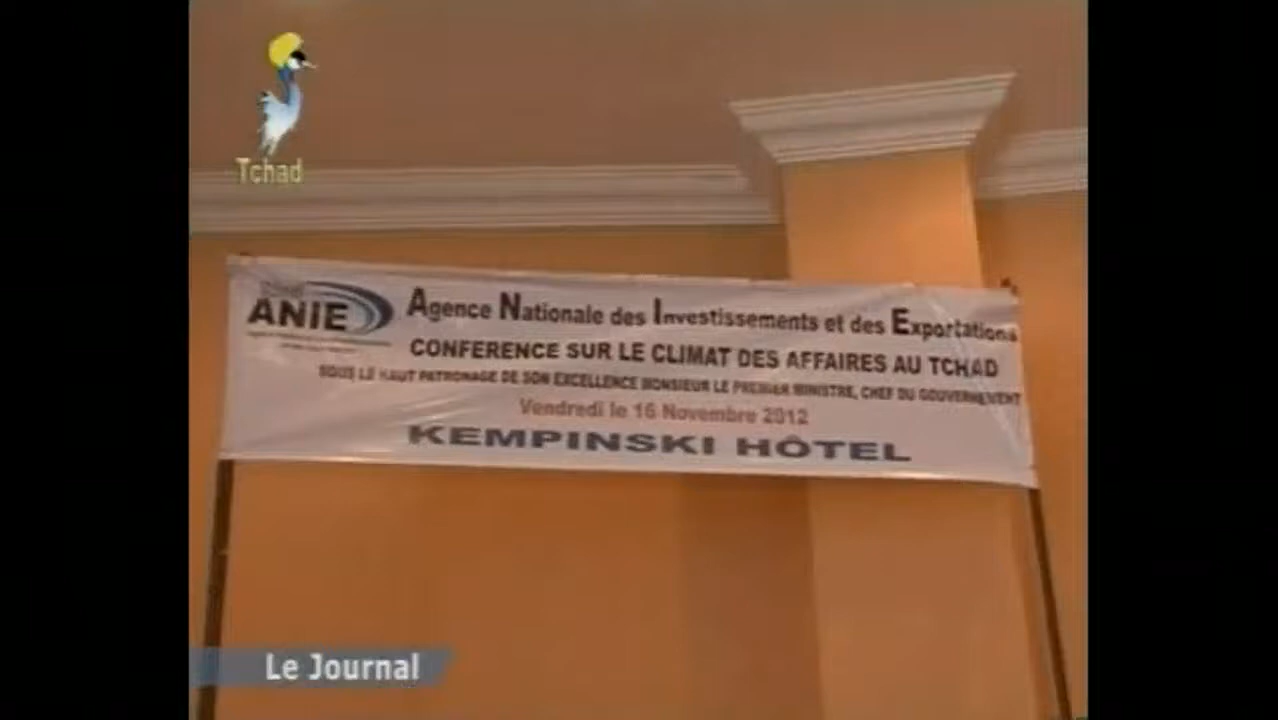 Tchad
ANIE
Agence Nationale des Investissements et des Exportations
CONFERENCE SUR LE CLIMAT DES AFFAIRES AU TCHAD
SOUS LE HAUT PATRONAGE DE SON EXCELLENCE MONSIEUR LE PREMIER MINISTRE, CHEF DU GOUVERNEMENT
Vendredi le 16 Novembre 2012
KEMPINSKI HÔTEL
Le Journal